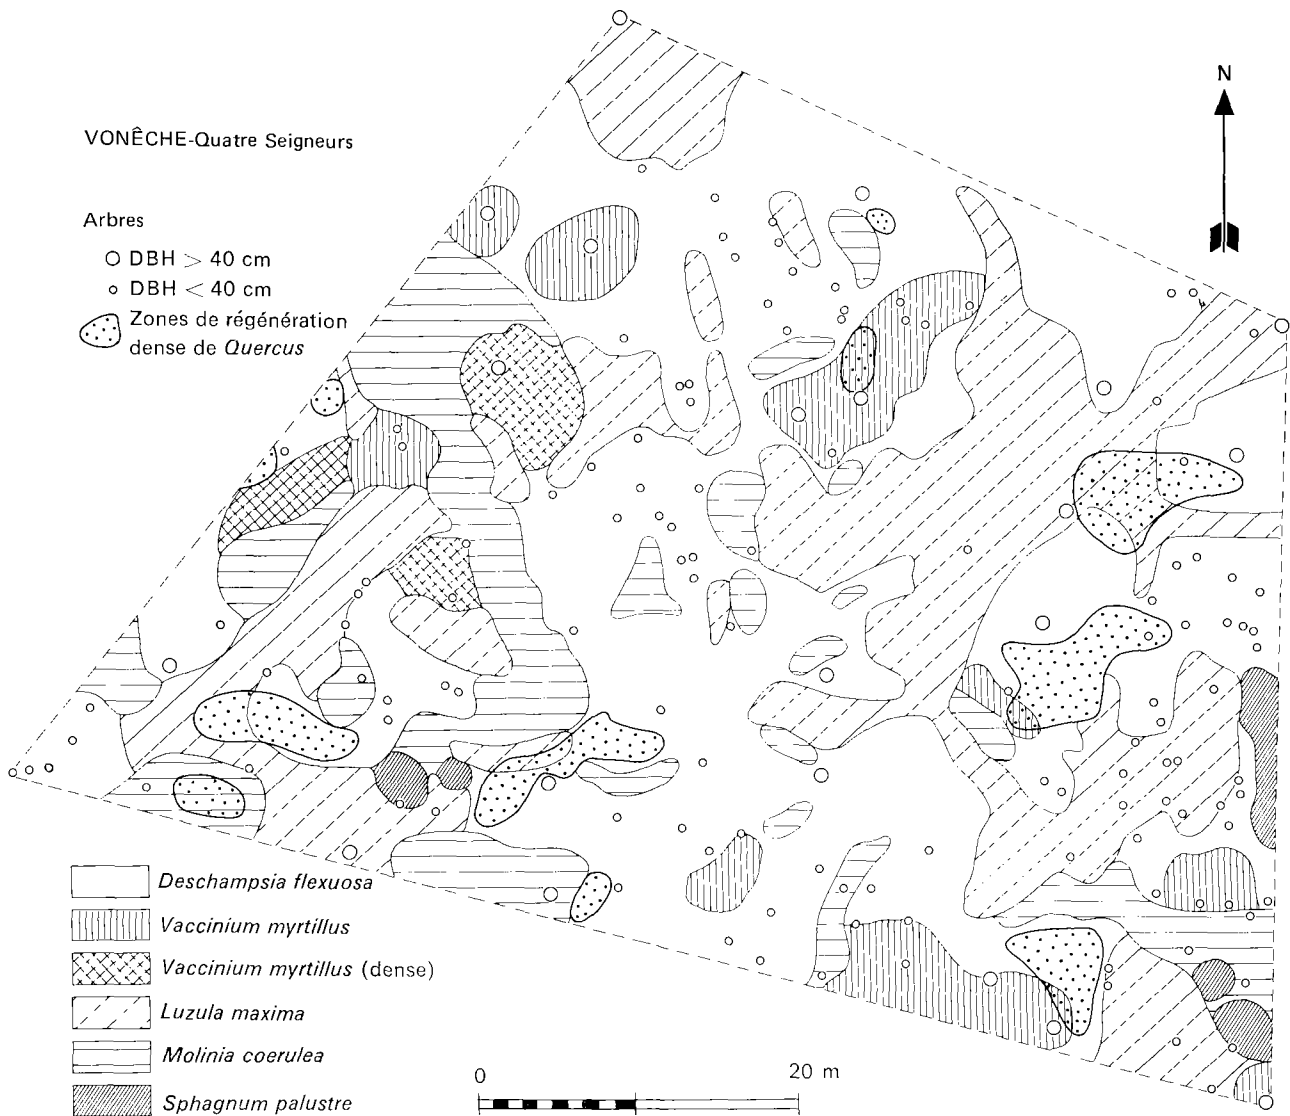 N
VONÊCHE-Quatre Seigneurs
Arbres
DBH > 40 cm
DBH < 40 cm
Zones de régénération
dense de Quercus
Deschampsia flexuosa
Vaccinium myrtillus
Vaccinium myrtillus (dense)
Luzula maxima
Molinia coerulea
Sphagnum palustre
0 20 m